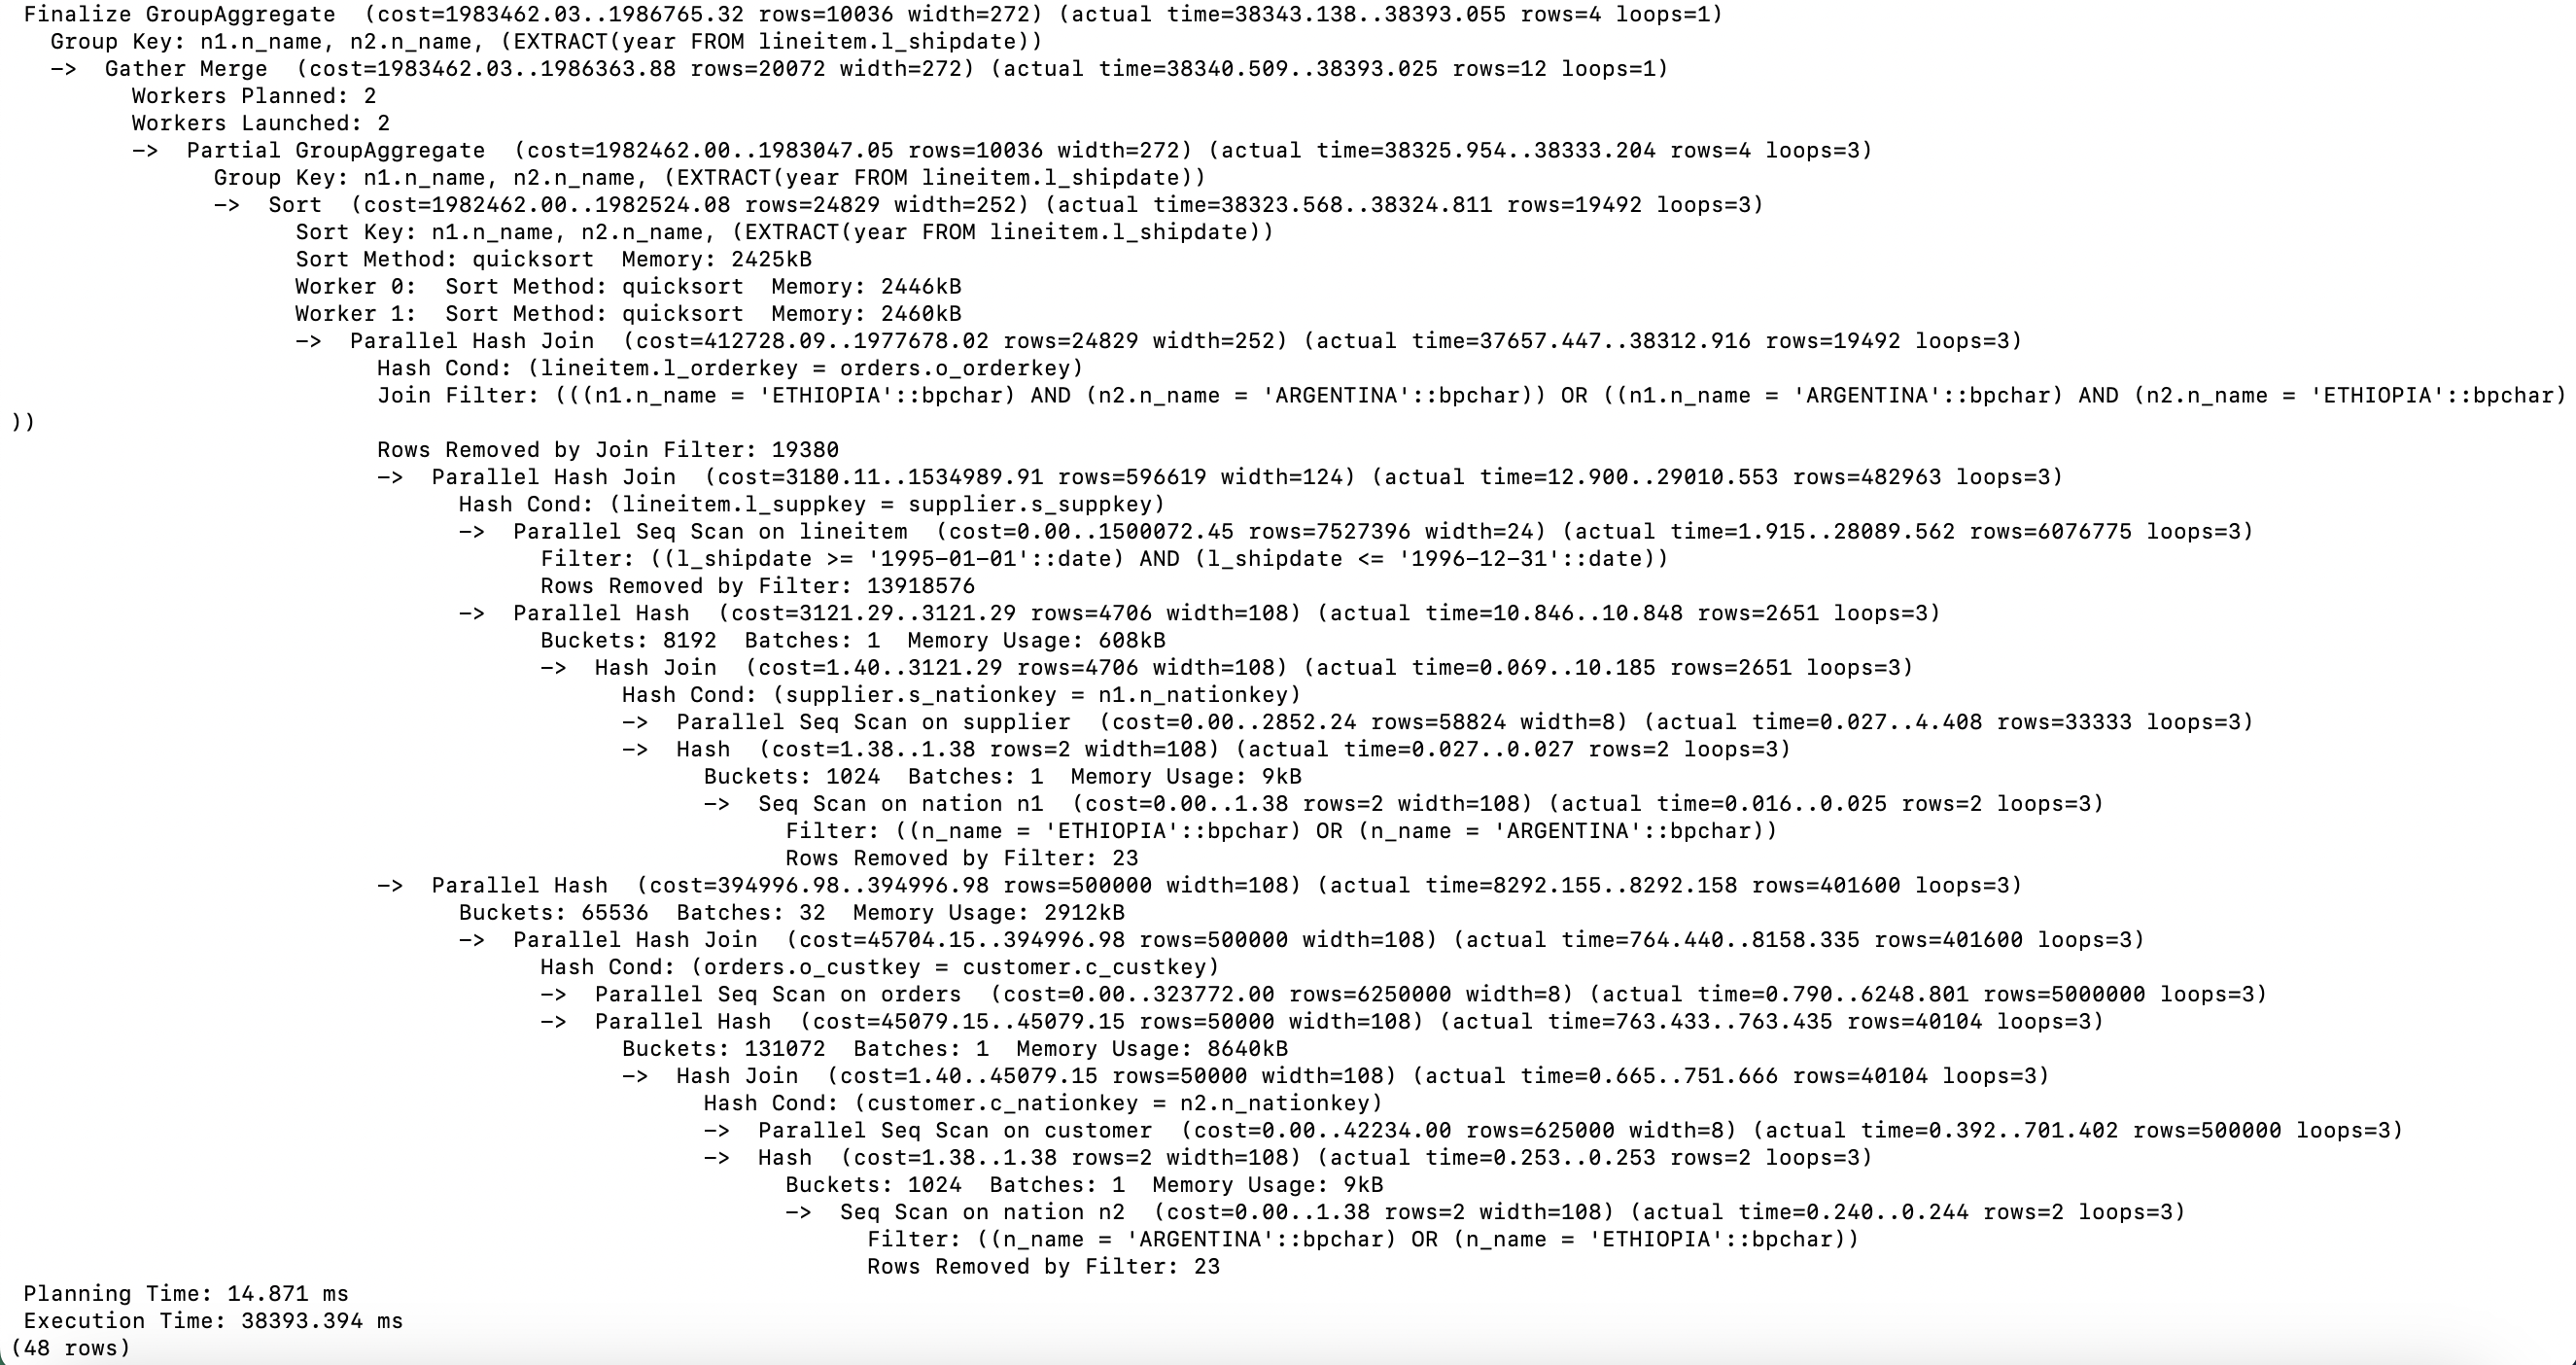 Finalize GroupAggregate  (cost=1983462.03..1986765.32 rows=10036 width=272) (actual time=38343.138..38393.055 rows=4 loops=1)
  Group Key: n1.n_name, n2.n_name, (EXTRACT(year FROM lineitem.l_shipdate))
  ->  Gather Merge  (cost=1983462.03..1986363.88 rows=20072 width=272) (actual time=38340.509..38393.025 rows=12 loops=1)
        Workers Planned: 2
        Workers Launched: 2
        ->  Partial GroupAggregate  (cost=1982462.00..1983047.05 rows=10036 width=272) (actual time=38325.954..38333.204 rows=4 loops=3)
              Group Key: n1.n_name, n2.n_name, (EXTRACT(year FROM lineitem.l_shipdate))
              ->  Sort  (cost=1982462.00..1982524.08 rows=24829 width=252) (actual time=38323.568..38324.811 rows=19492 loops=3)
                    Sort Key: n1.n_name, n2.n_name, (EXTRACT(year FROM lineitem.l_shipdate))
                    Sort Method: quicksort  Memory: 2425kB
                    Worker 0:  Sort Method: quicksort  Memory: 2446kB
                    Worker 1:  Sort Method: quicksort  Memory: 2460kB
                    ->  Parallel Hash Join  (cost=412728.09..1977678.02 rows=24829 width=252) (actual time=37657.447..38312.916 rows=19492 loops=3)
                          Hash Cond: (lineitem.l_orderkey = orders.o_orderkey)
                          Join Filter: (((n1.n_name = 'ETHIOPIA'::bpchar) AND (n2.n_name = 'ARGENTINA'::bpchar)) OR ((n1.n_name = 'ARGENTINA'::bpchar) AND (n2.n_name = 'ETHIOPIA'::bpchar)
))
                          Rows Removed by Join Filter: 19380
                          ->  Parallel Hash Join  (cost=3180.11..1534989.91 rows=596619 width=124) (actual time=12.900..29010.553 rows=482963 loops=3)
                                Hash Cond: (lineitem.l_suppkey = supplier.s_suppkey)
                                ->  Parallel Seq Scan on lineitem  (cost=0.00..1500072.45 rows=7527396 width=24) (actual time=1.915..28089.562 rows=6076775 loops=3)
                                      Filter: ((l_shipdate >= '1995-01-01'::date) AND (l_shipdate <= '1996-12-31'::date))
                                      Rows Removed by Filter: 13918576
                                ->  Parallel Hash  (cost=3121.29..3121.29 rows=4706 width=108) (actual time=10.846..10.848 rows=2651 loops=3)
                                      Buckets: 8192  Batches: 1  Memory Usage: 608kB
                                      ->  Hash Join  (cost=1.40..3121.29 rows=4706 width=108) (actual time=0.069..10.185 rows=2651 loops=3)
                                            Hash Cond: (supplier.s_nationkey = n1.n_nationkey)
                                            ->  Parallel Seq Scan on supplier  (cost=0.00..2852.24 rows=58824 width=8) (actual time=0.027..4.408 rows=33333 loops=3)
                                            ->  Hash  (cost=1.38..1.38 rows=2 width=108) (actual time=0.027..0.027 rows=2 loops=3)
                                                  Buckets: 1024  Batches: 1  Memory Usage: 9kB
                                                  ->  Seq Scan on nation n1  (cost=0.00..1.38 rows=2 width=108) (actual time=0.016..0.025 rows=2 loops=3)
                                                        Filter: ((n_name = 'ETHIOPIA'::bpchar) OR (n_name = 'ARGENTINA'::bpchar))
                                                        Rows Removed by Filter: 23
                          ->  Parallel Hash  (cost=394996.98..394996.98 rows=500000 width=108) (actual time=8292.155..8292.158 rows=401600 loops=3)
                                Buckets: 65536  Batches: 32  Memory Usage: 2912kB
                                ->  Parallel Hash Join  (cost=45704.15..394996.98 rows=500000 width=108) (actual time=764.440..8158.335 rows=401600 loops=3)
                                      Hash Cond: (orders.o_custkey = customer.c_custkey)
                                      ->  Parallel Seq Scan on orders  (cost=0.00..323772.00 rows=6250000 width=8) (actual time=0.790..6248.801 rows=5000000 loops=3)
                                      ->  Parallel Hash  (cost=45079.15..45079.15 rows=50000 width=108) (actual time=763.433..763.435 rows=40104 loops=3)
                                            Buckets: 131072  Batches: 1  Memory Usage: 8640kB
                                            ->  Hash Join  (cost=1.40..45079.15 rows=50000 width=108) (actual time=0.665..751.666 rows=40104 loops=3)
                                                  Hash Cond: (customer.c_nationkey = n2.n_nationkey)
                                                  ->  Parallel Seq Scan on customer  (cost=0.00..42234.00 rows=625000 width=8) (actual time=0.392..701.402 rows=500000 loops=3)
                                                  ->  Hash  (cost=1.38..1.38 rows=2 width=108) (actual time=0.253..0.253 rows=2 loops=3)
                                                        Buckets: 1024  Batches: 1  Memory Usage: 9kB
                                                        ->  Seq Scan on nation n2  (cost=0.00..1.38 rows=2 width=108) (actual time=0.240..0.244 rows=2 loops=3)
                                                              Filter: ((n_name = 'ARGENTINA'::bpchar) OR (n_name = 'ETHIOPIA'::bpchar))
                                                              Rows Removed by Filter: 23
Planning Time: 14.871 ms
Execution Time: 38393.394 ms
(48 rows)